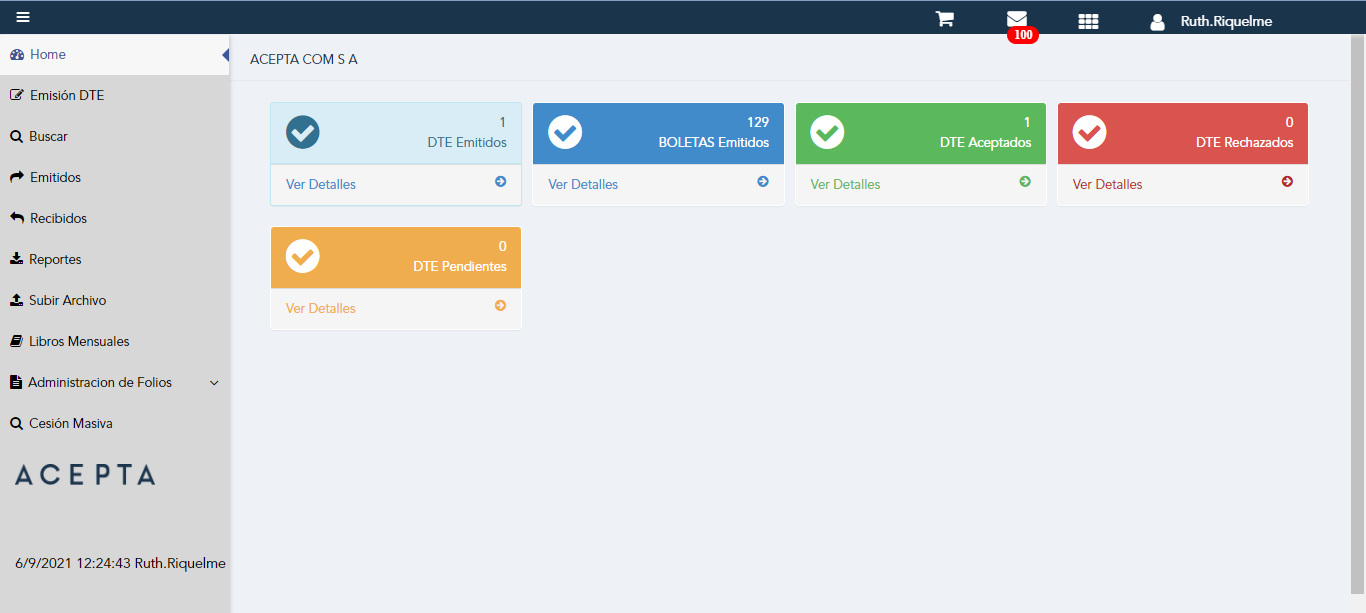 100
Ruth.Riquelme
Home
Emisión DTE
Buscar
Emitidos
Recibidos
Reportes
Subir Archivo
Libros Mensuales
Administracion de Folios
Cesión Masiva
ACEPTA
6/9/2021 12:24:43 Ruth.Riquelme
ACEPTA COM S A
1
DTE Emitidos
Ver Detalles
129
BOLETAS Emitidos
Ver Detalles
1
DTE Aceptados
Ver Detalles
0
DTE Rechazados
Ver Detalles
0
DTE Pendientes
Ver Detalles